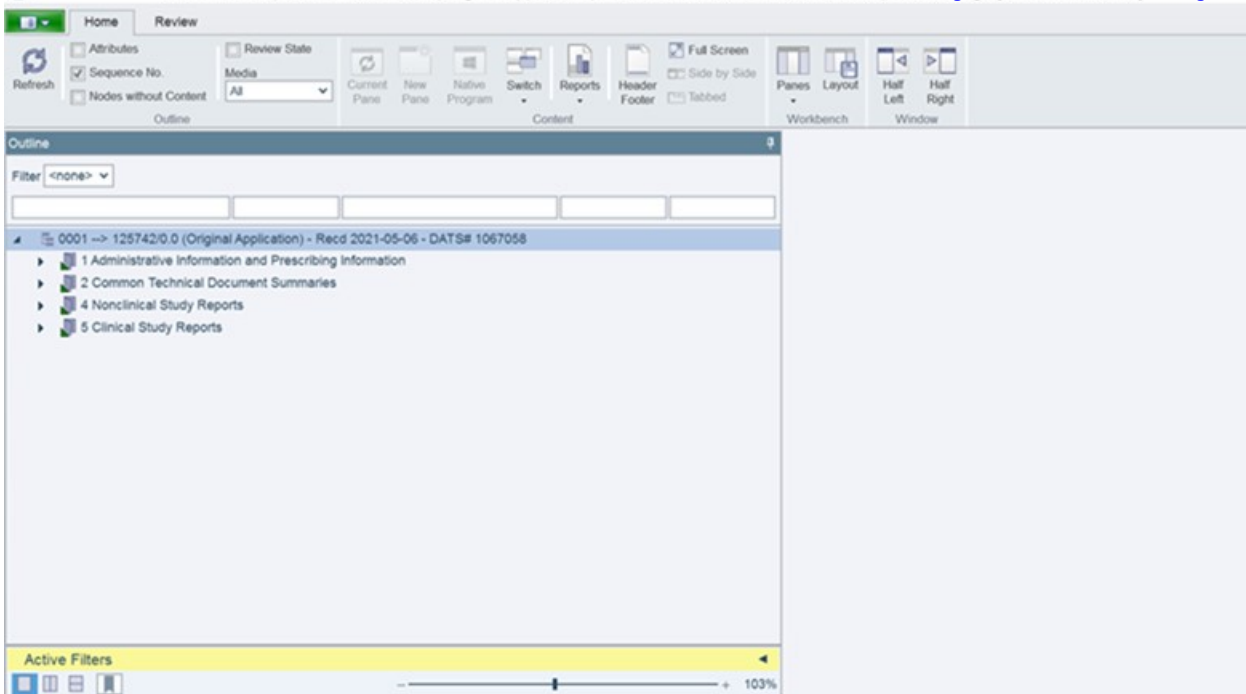 Home Review
Attributes
Sequence No.
Nodes without Content
Refresh
Review State
Media
All
Outline
Current Pane
New Pane
Native Program
Switch
Reports
Header Footer
Full Screen
Side by Side
Tabbed
Content
Panes
Layout
Workbench
Half Left
Half Right
Window
Outline
Filter <none>
0001 --> 125742/0.0 (Original Application) - Recd 2021-05-06 - DATS# 1067058
1 Administrative Information and Prescribing Information
2 Common Technical Document Summaries
4 Nonclinical Study Reports
5 Clinical Study Reports
Active Filters
- + 103%